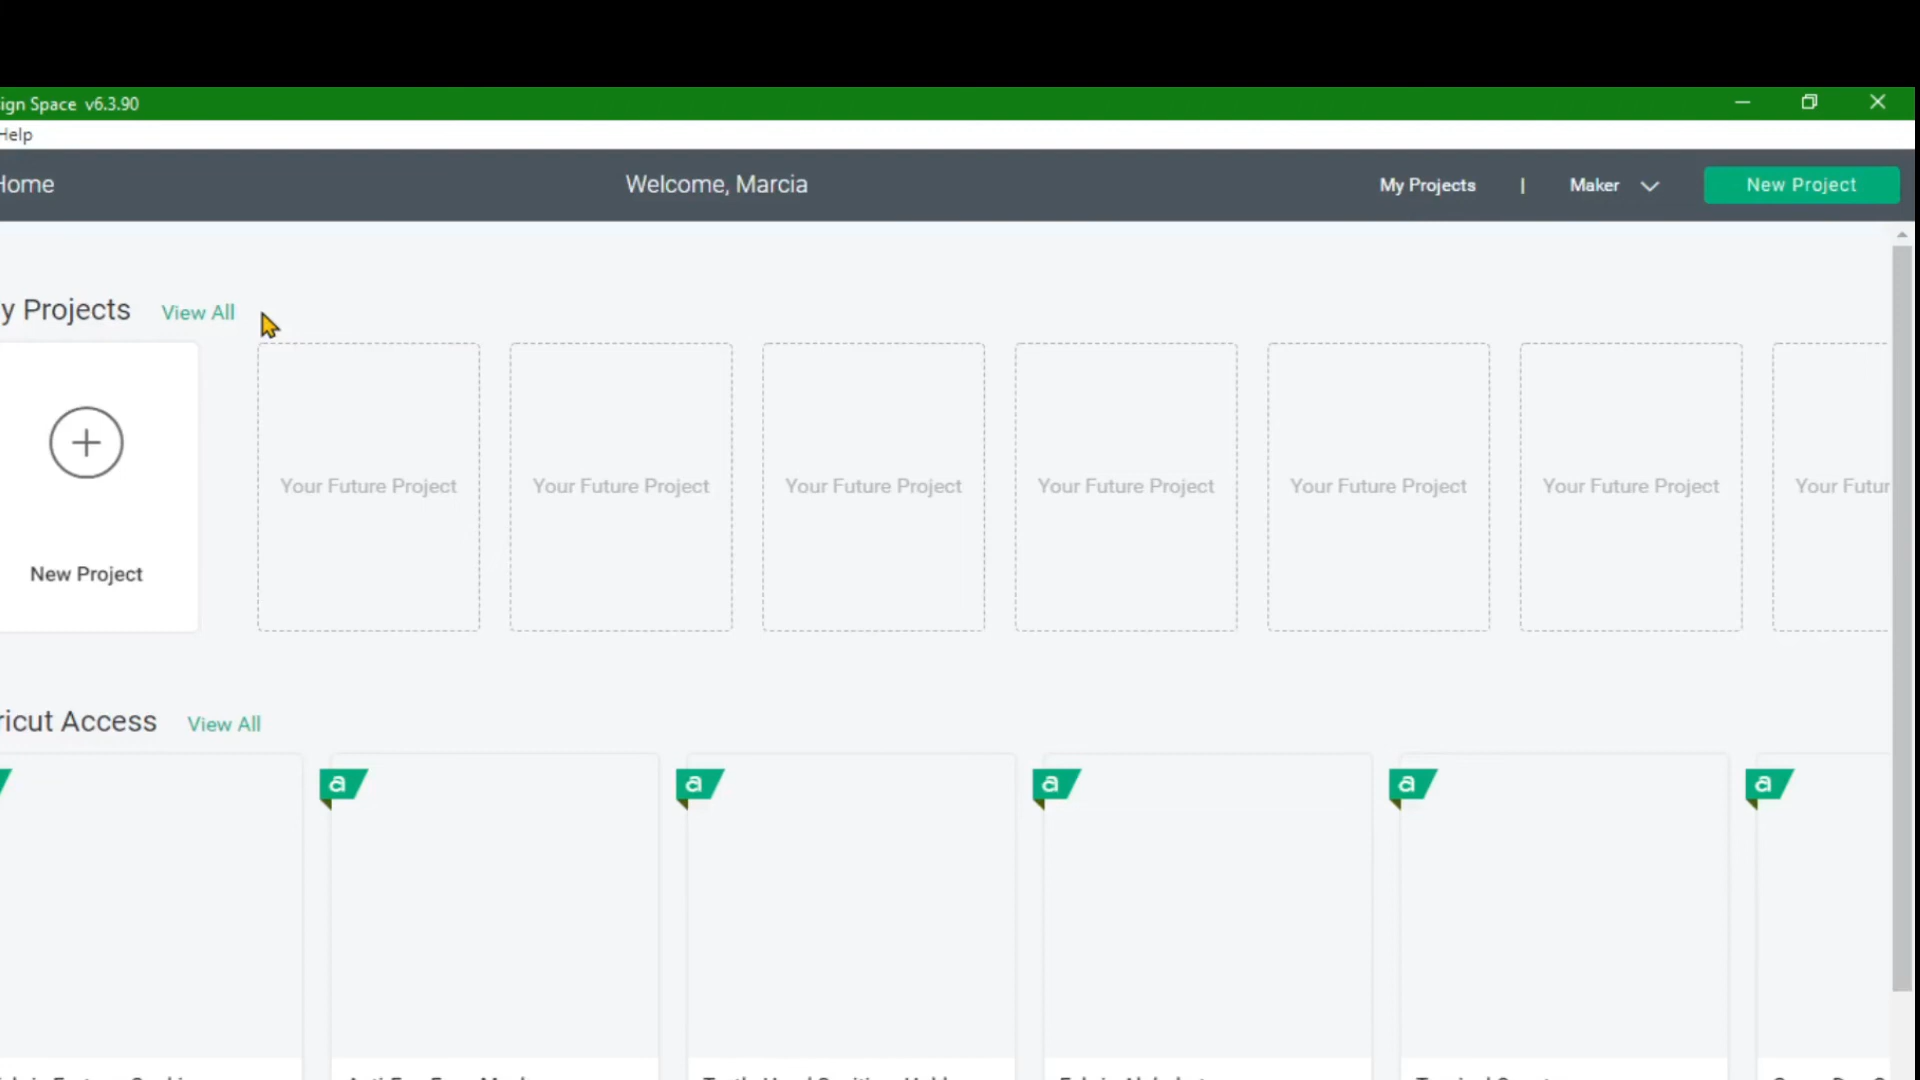 ign Space v6.3.90
Help
Home
Welcome, Marcia
My Projects | Maker
New Project
y Projects View All
Your Future Project
Your Future Project
Your Future Project
Your Future Project
Your Future Project
Your Future Project
Your Futur
New Project
ricut Access View All
a
a
a
a
a